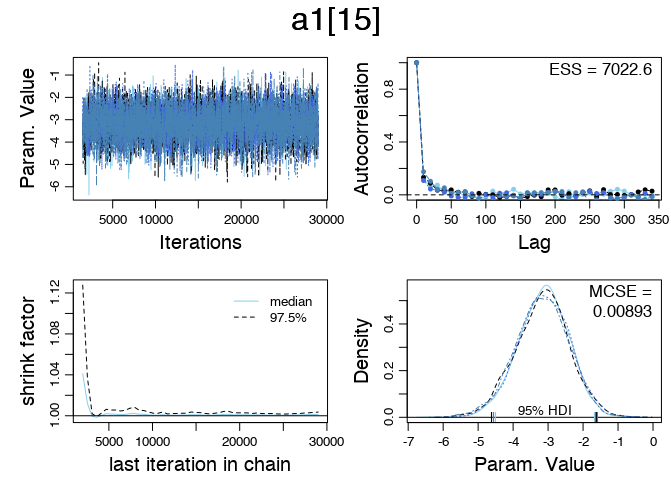 a1[15]
Param. Value
-6 -5 -4 -3 -2 -1
5000 10000 20000 30000
Iterations
Autocorrelation
0.0 0.4 0.8
ESS = 7022.6
0 50 100 150 200 250 300 350
Lag
shrink factor
1.00 1.04 1.08 1.12
median
97.5%
5000 10000 20000 30000
last iteration in chain
Density
0.0 0.2 0.4
MCSE =
0.00893
95% HDI
-7 -6 -5 -4 -3 -2 -1 0
Param. Value